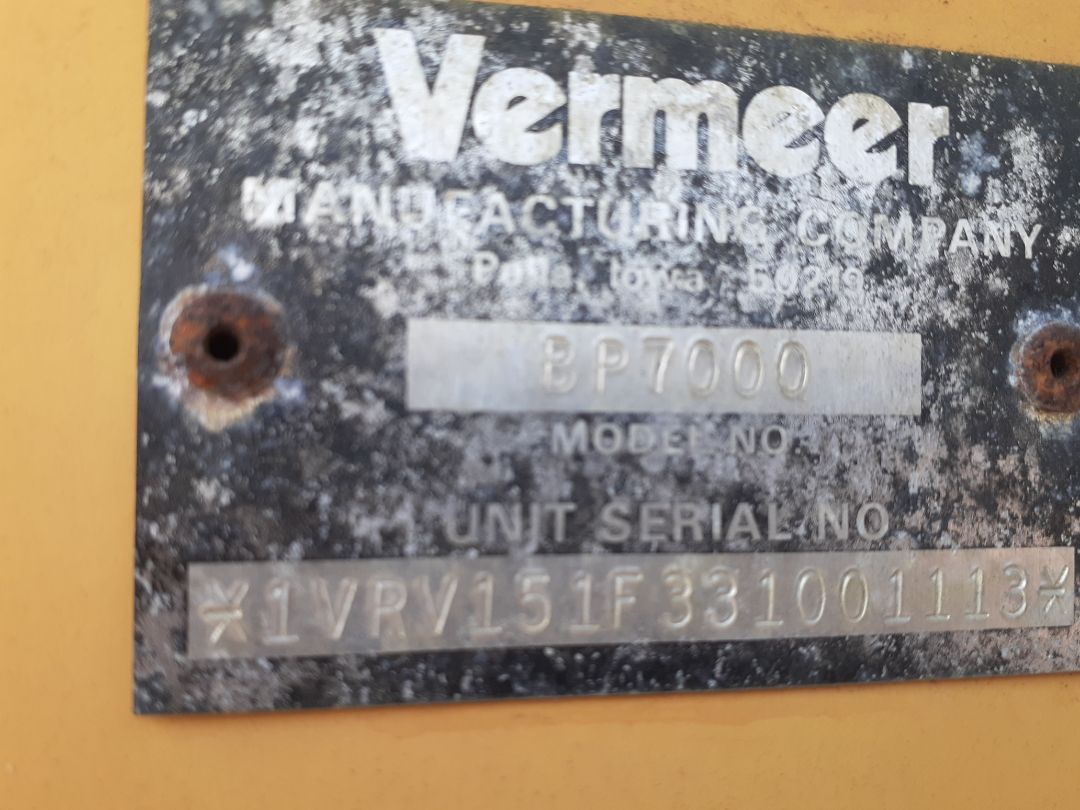 Vermeer
MANUFACTURING COMPANY
Pella, Iowa 50219
BP7000
MODEL NO.
UNIT SERIAL NO
*1VRV151F331001113*